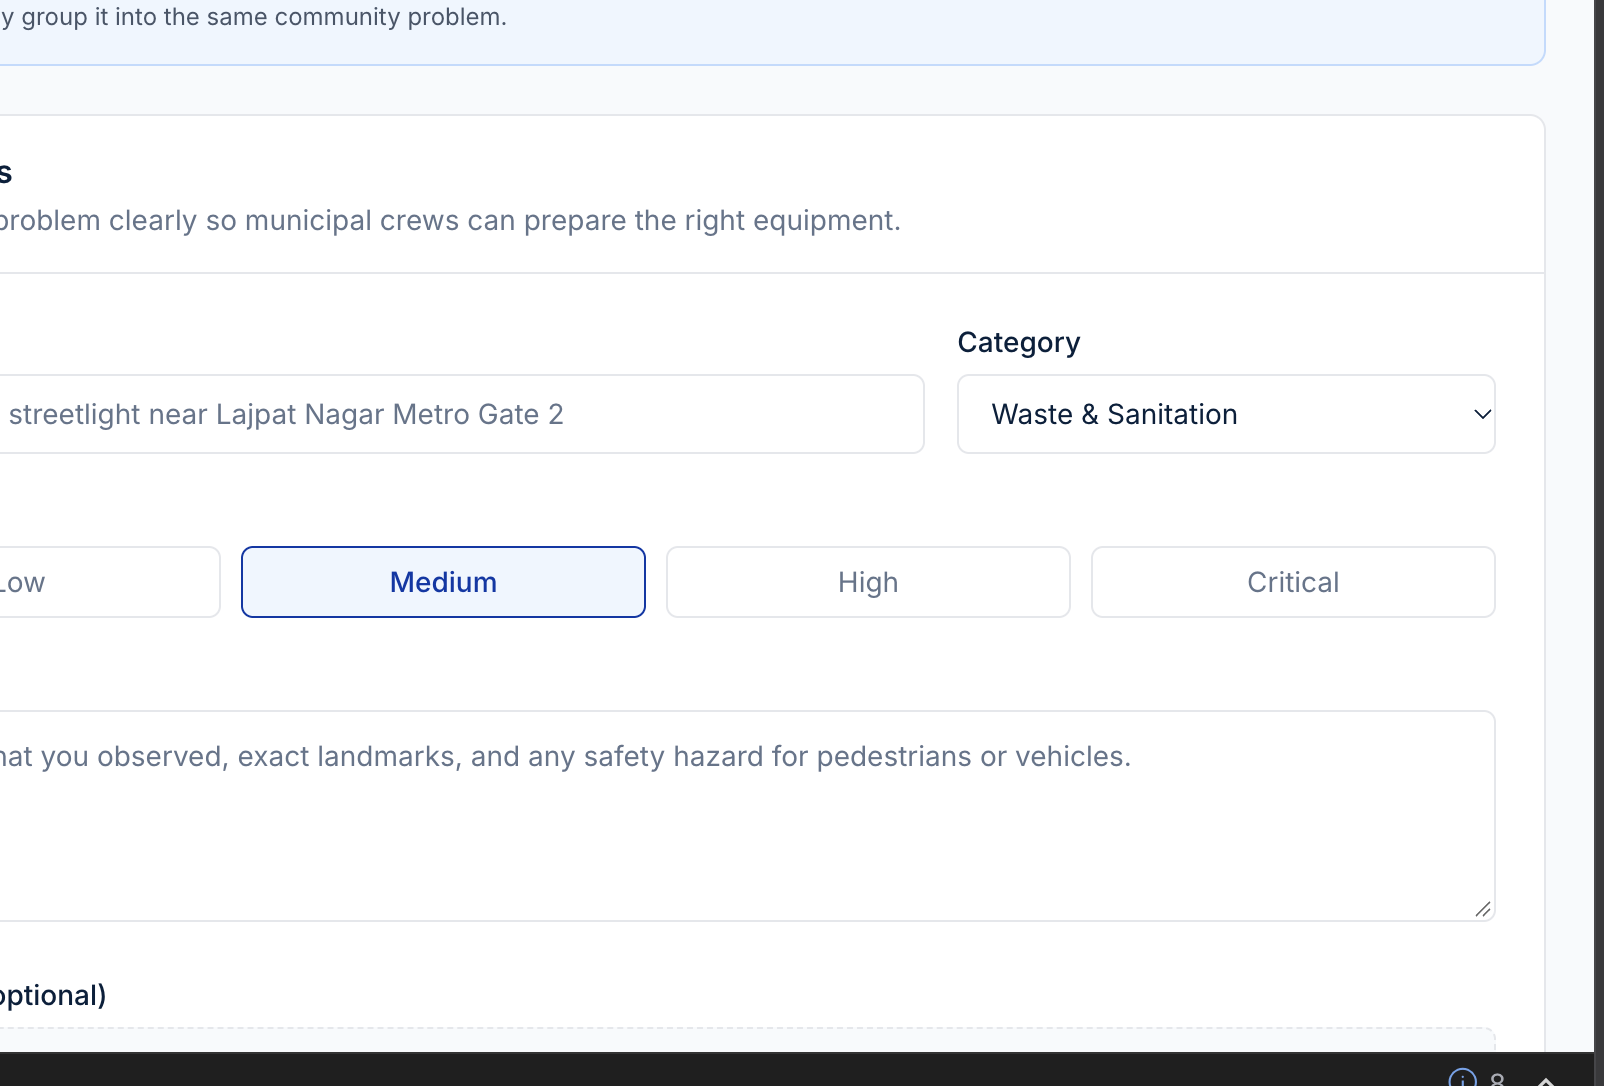 y group it into the same community problem.
s
problem clearly so municipal crews can prepare the right equipment.
Category
streetlight near Lajpat Nagar Metro Gate 2
Waste & Sanitation
Low
Medium
High
Critical
hat you observed, exact landmarks, and any safety hazard for pedestrians or vehicles.
optional)
8